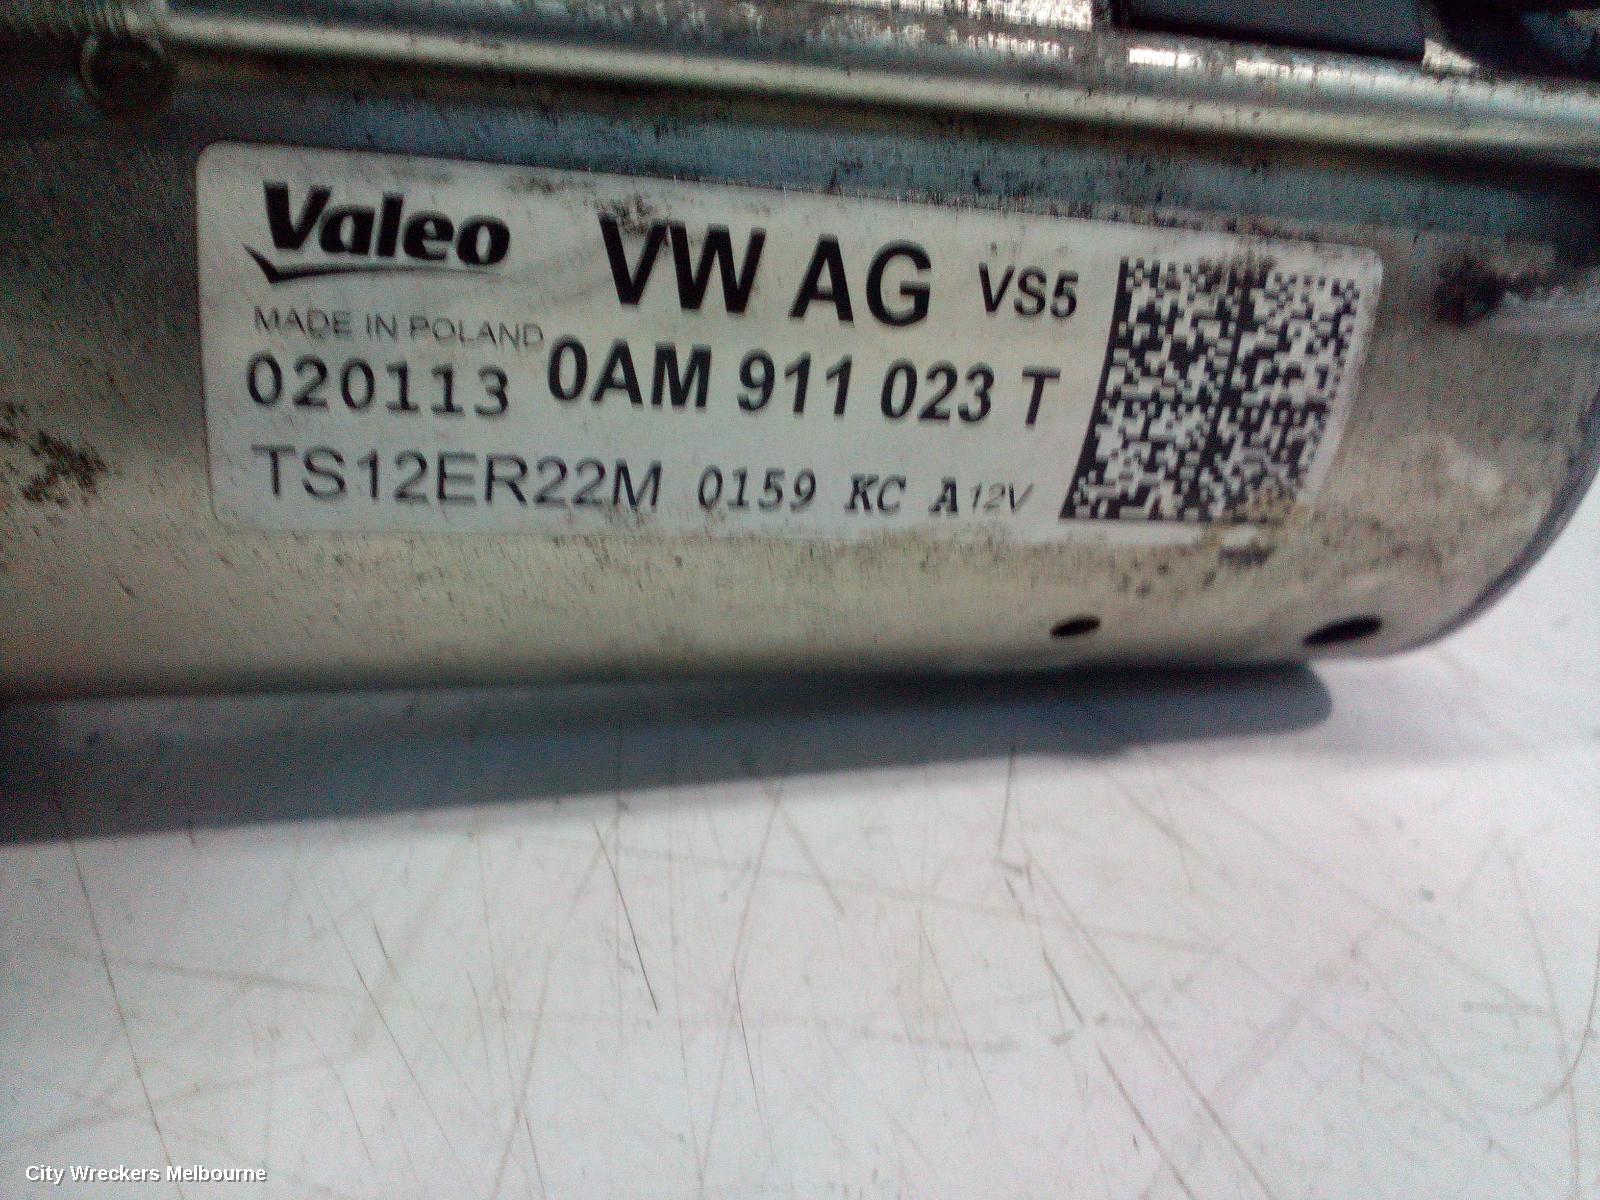 Valeo VW AG VS5
MADE IN POLAND
020113 0AM 911 023 T
TS12ER22M 0159 KC A 12V
City Wreckers Melbourne